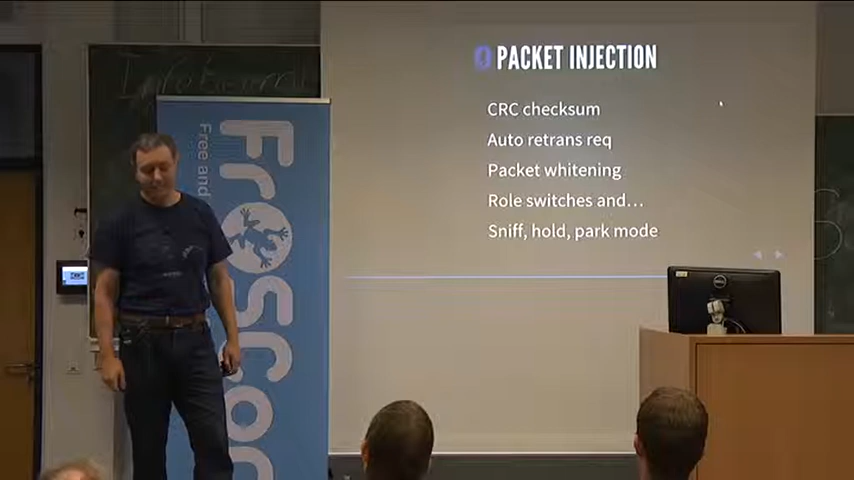 PACKET INJECTION
CRC checksum
Auto retrans req
Packet whitening
Role switches and...
Sniff, hold, park mode
Free and
FrOSCon
DELL